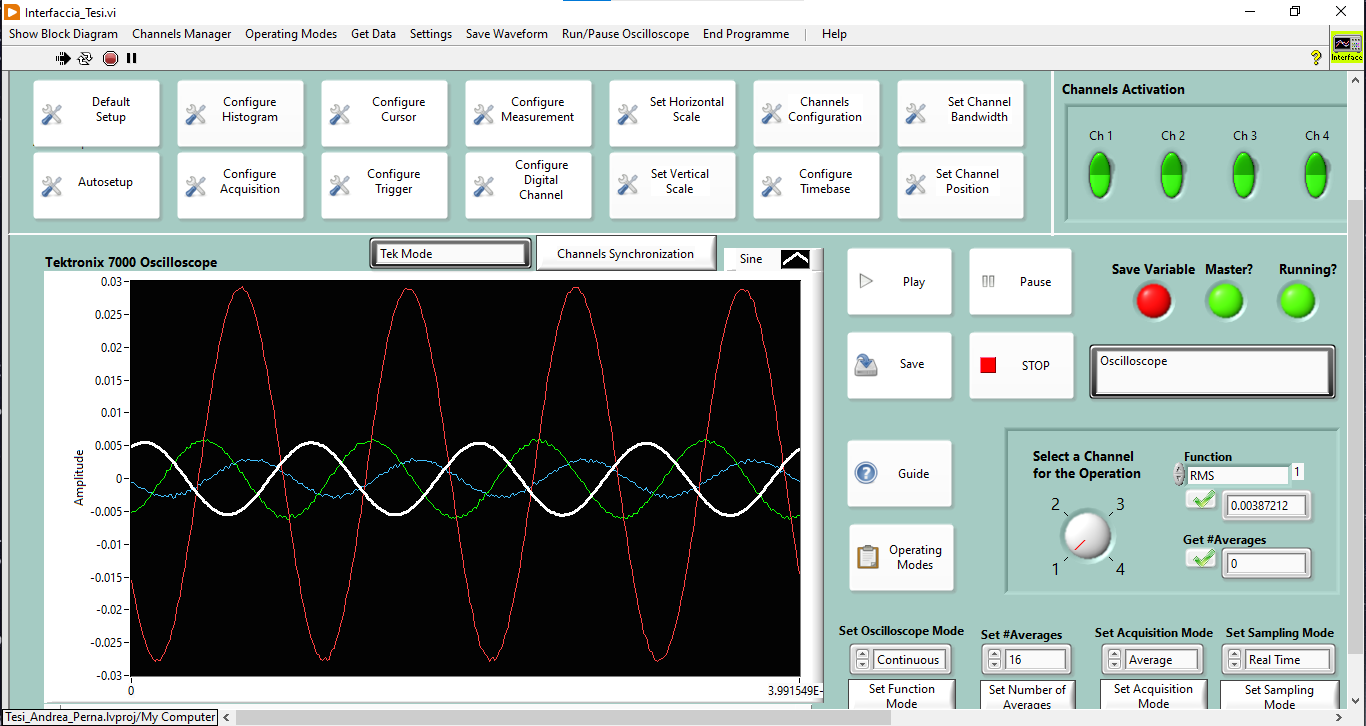 Interfaccia_Tesi.vi
Show Block Diagram Channels Manager Operating Modes Get Data Settings Save Waveform Run/Pause Oscilloscope End Programme Help
Interface
Default
Setup
Configure
Histogram
Configure
Cursor
Configure
Measurement
Set Horizontal
Scale
Channels
Configuration
Set Channel
Bandwidth
Autosetup
Configure
Acquisition
Configure
Trigger
Configure
Digital
Channel
Set Vertical
Scale
Configure
Timebase
Set Channel
Position
Channels Activation
Ch 1 Ch 2 Ch 3 Ch 4
Tektronix 7000 Oscilloscope
Tek Mode
Channels Synchronization
Sine
0.03
0.025
0.02
0.015
0.01
0.005
0
-0.005
-0.01
-0.015
-0.02
-0.025
-0.03
Amplitude
0 3.991549E-
Play
Pause
Save
STOP
Save Variable Master? Running?
Oscilloscope
Guide
Operating
Modes
Select a Channel
for the Operation
2 3
1 4
Function
RMS 1
0.00387212
Get #Averages
0
Set Oscilloscope Mode Set #Averages Set Acquisition Mode Set Sampling Mode
Continuous 16 Average Real Time
Set Function
Mode
Set Number of
Averages
Set Acquisition
Mode
Set Sampling
Mode
Tesi_Andrea_Perna.lvproj/My Computer